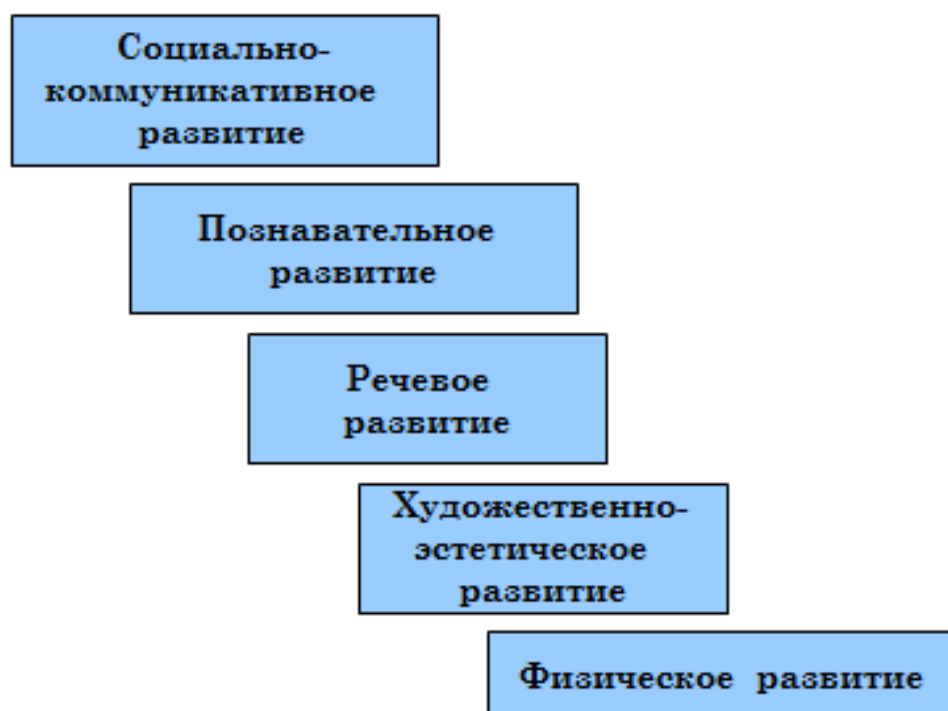 Социально-
коммуникативное
развитие
Познавательное
развитие
Речевое
развитие
Художественно-
эстетическое
развитие
Физическое развитие